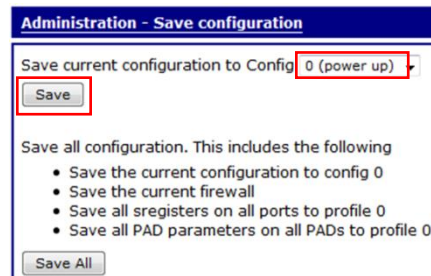 Administration - Save configuration
Save current configuration to Config 0 (power up)
Save
Save all configuration. This includes the following
• Save the current configuration to config 0
• Save the current firewall
• Save all sregisters on all ports to profile 0
• Save all PAD parameters on all PADs to profile 0
Save All